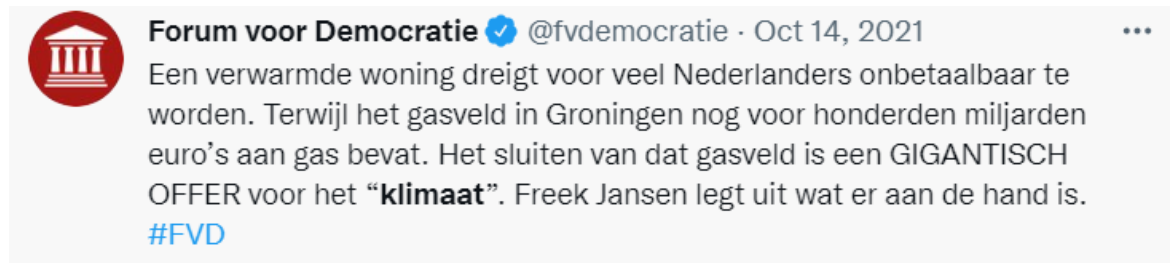 Forum voor Democratie @fvdemocratie · Oct 14, 2021
Een verwarmde woning dreigt voor veel Nederlanders onbetaalbaar te
worden. Terwijl het gasveld in Groningen nog voor honderden miljarden
euro's aan gas bevat. Het sluiten van dat gasveld is een GIGANTISCH
OFFER voor het “klimaat”. Freek Jansen legt uit wat er aan de hand is.
#FVD